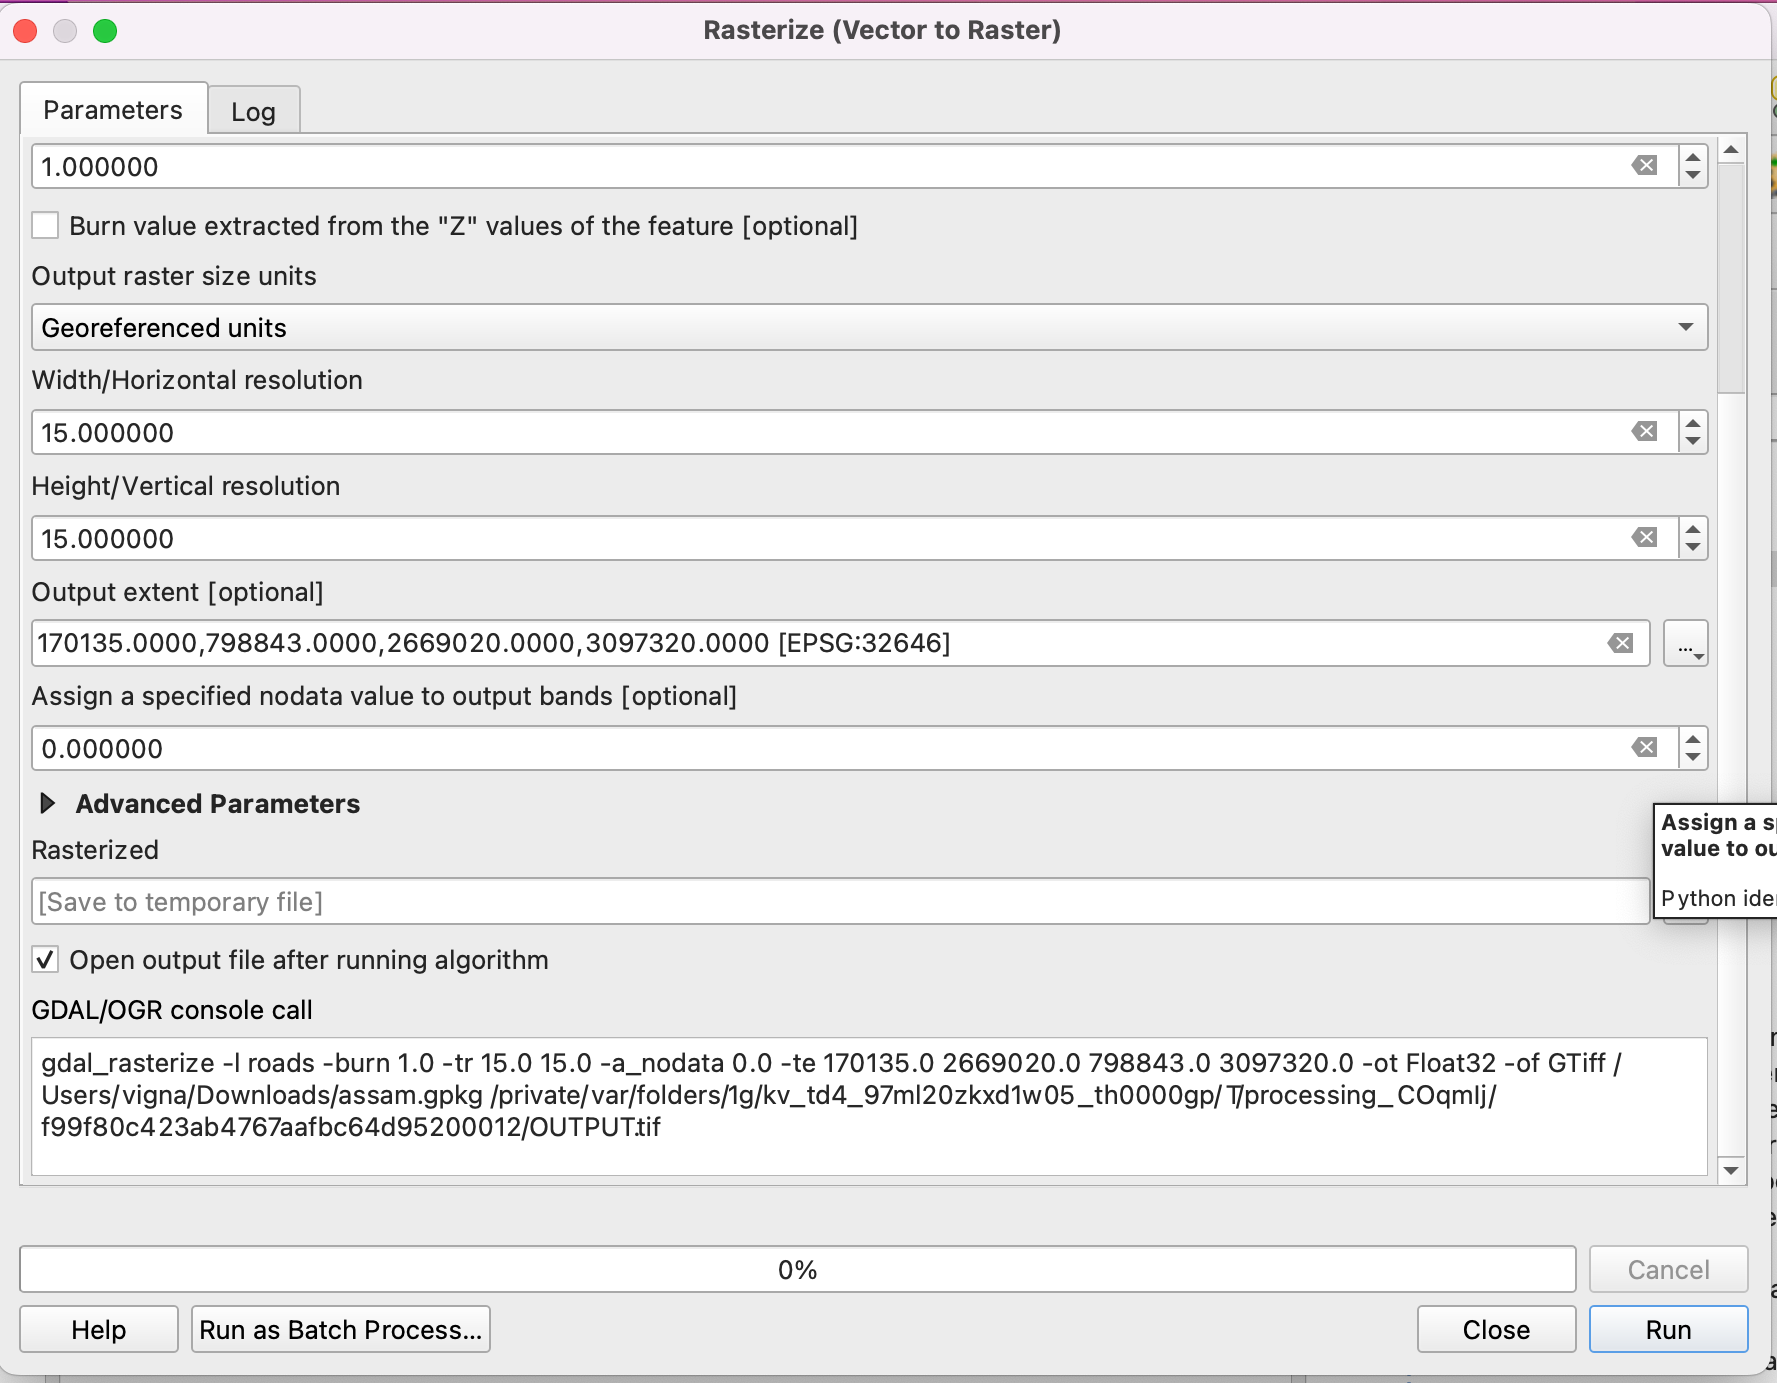 Rasterize (Vector to Raster)
Parameters
Log
1.000000
Burn value extracted from the "Z" values of the feature [optional]
Output raster size units
Georeferenced units
Width/Horizontal resolution
15.000000
Height/Vertical resolution
15.000000
Output extent [optional]
170135.0000,798843.0000,2669020.0000,3097320.0000 [EPSG:32646]
...
Assign a specified nodata value to output bands [optional]
0.000000
Advanced Parameters
Assign a
value to
Python
Rasterized
[Save to temporary file]
Open output file after running algorithm
GDAL/OGR console call
gdal_rasterize -l roads -burn 1.0 -tr 15.0 15.0 -a_nodata 0.0 -te 170135.0 2669020.0 798843.0 3097320.0 -ot Float32 -of GTiff /
Users/vigna/Downloads/assam.gpkg /private/var/folders/1g/kv_td4_97ml20zkxd1w05_th0000gp/T/processing_COqmlj/
f99f80c423ab4767aafbc64d95200012/OUTPUT.tif
0%
Cancel
Help
Run as Batch Process...
Close
Run